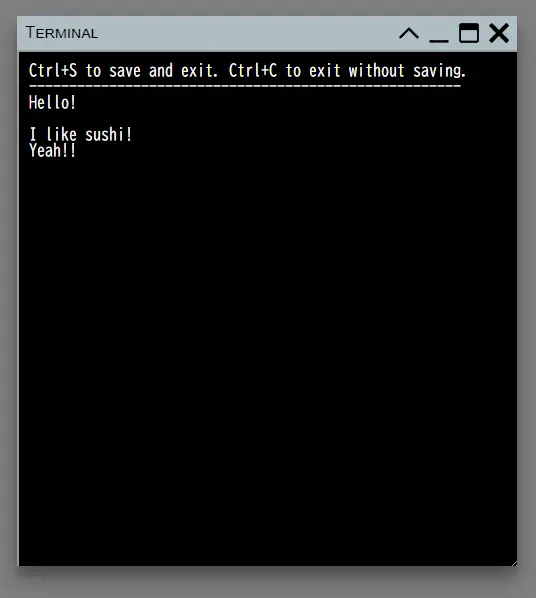 Terminal
Ctrl+S to save and exit. Ctrl+C to exit without saving.
------------------------------------------------------
Hello!

I like sushi!
Yeah!!